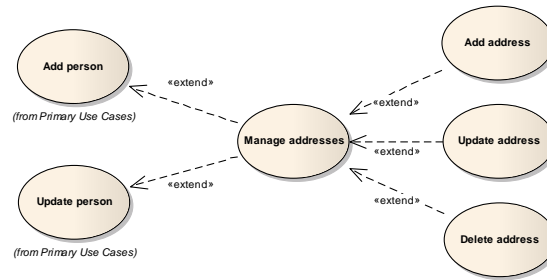 Add person
(from Primary Use Cases)
«extend»
Manage addresses
«extend»
Update person
(from Primary Use Cases)
Add address
«extend»
Update address
«extend»
Delete address
«extend»